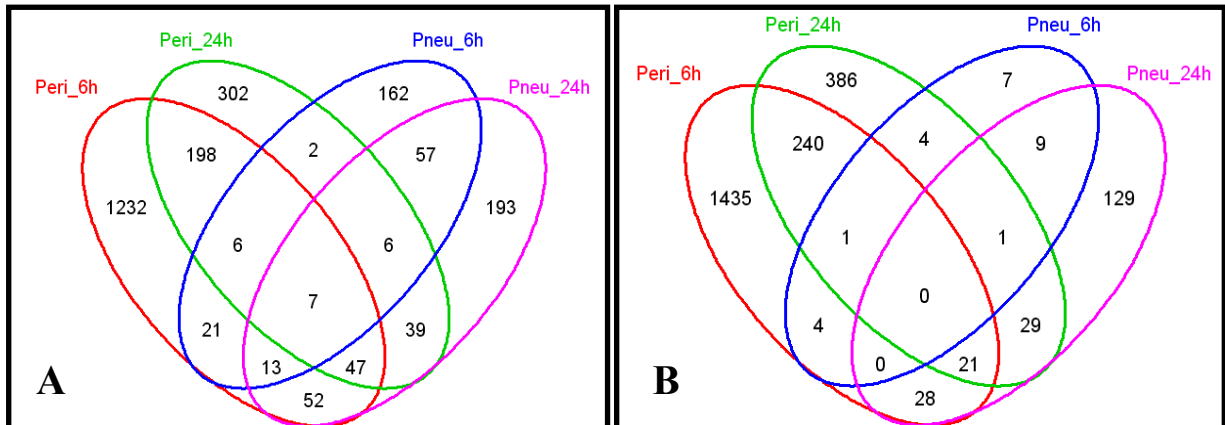 Peri_24h Pneu_6h
Peri_6h Pneu_24h
302 162
198 2 57
1232 193
6 6
7
21 39
13 47
A 52
Peri_24h Pneu_6h
Peri_6h Pneu_24h
386 7
240 4 9
1435 129
1 1
0
4 29
0 21
B 28